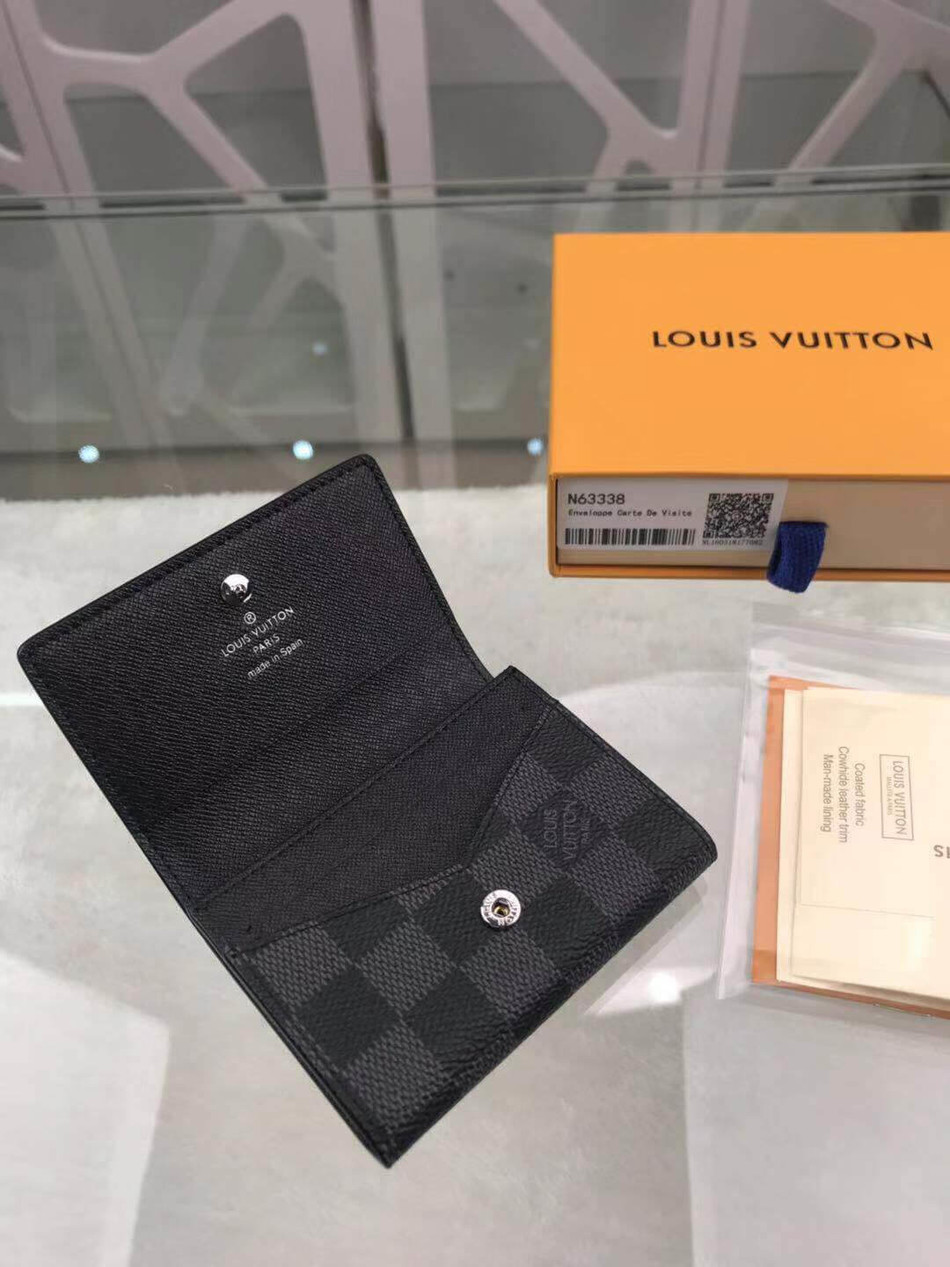 LOUIS VUITTON
N63338
Enveloppe Carte De Visite
®
LOUIS VUITTON
PARIS
made in Spain
LOUIS
VUITTON
PARIS
LOUIS VUITTON
Coated fabric
Cowhide leather trim
Man-made lining